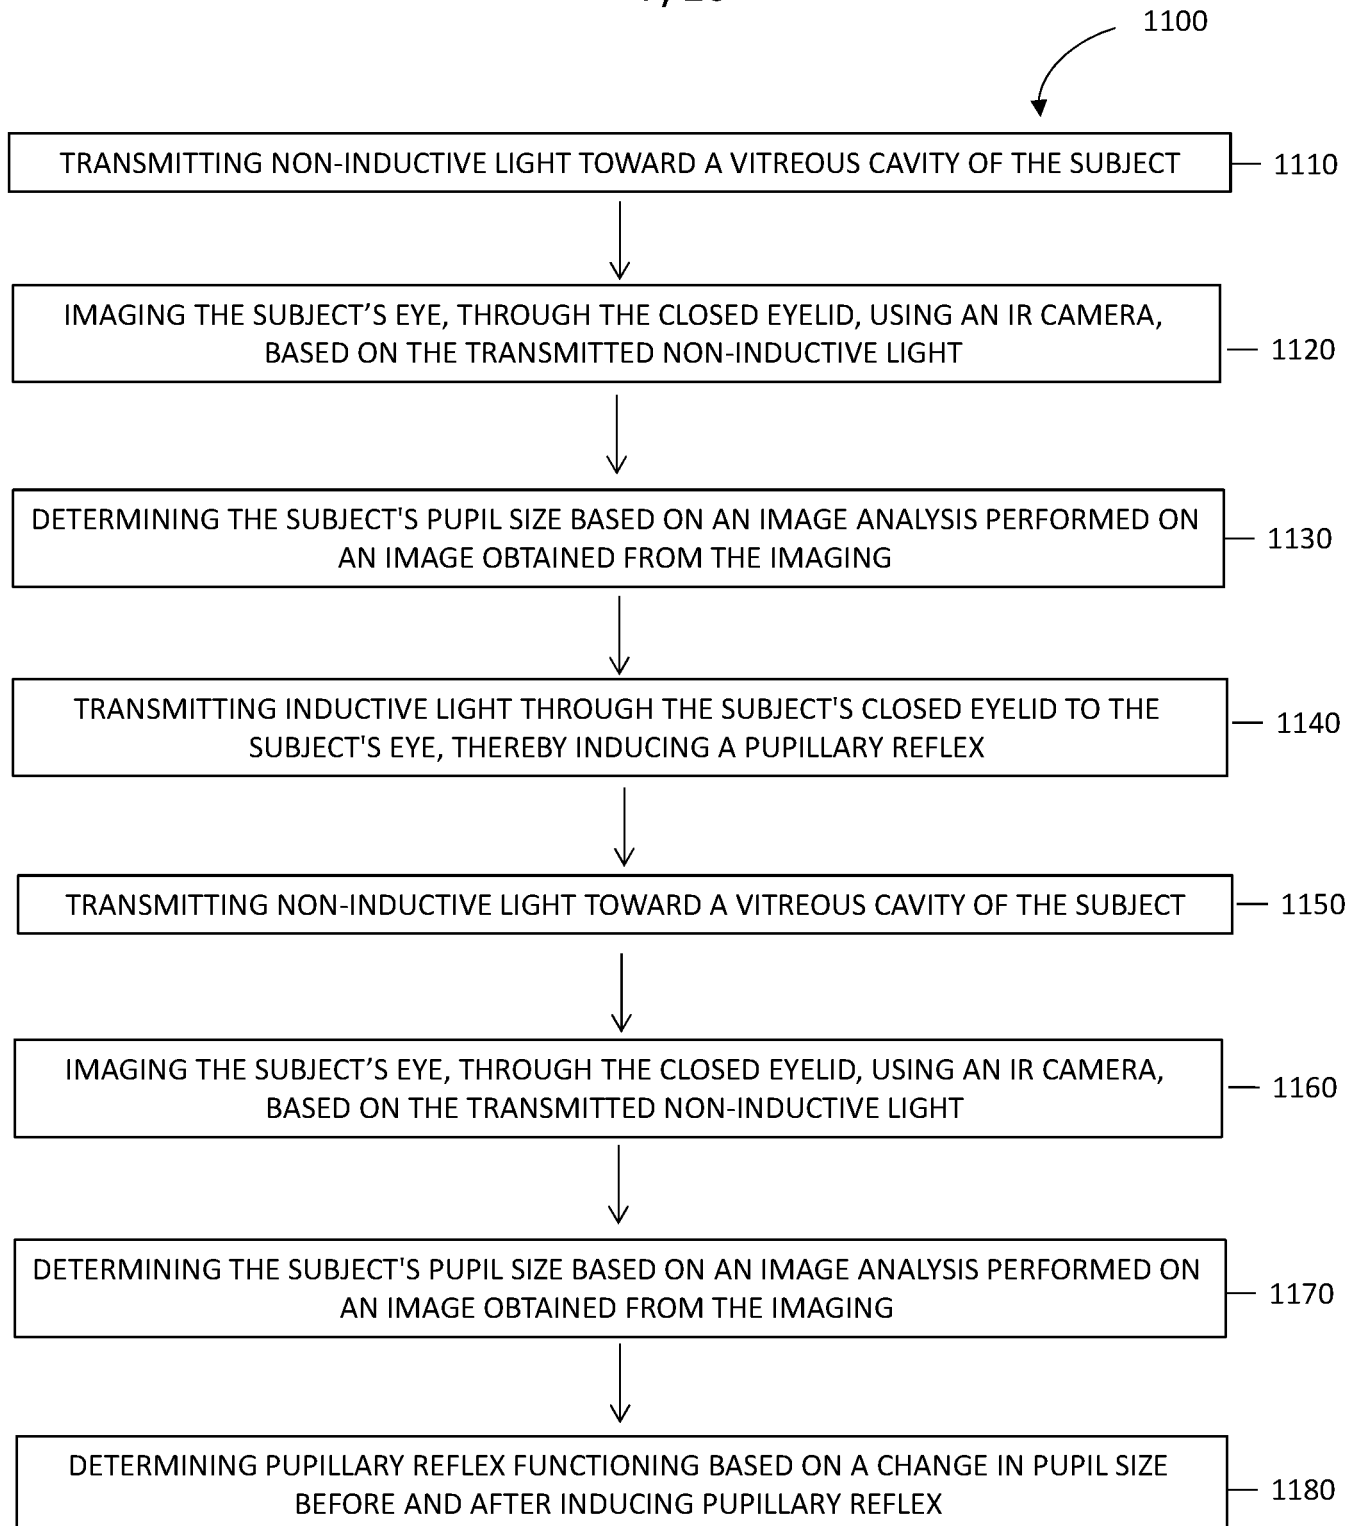 1100
TRANSMITTING NON-INDUCTIVE LIGHT TOWARD A VITREOUS CAVITY OF THE SUBJECT
1110
IMAGING THE SUBJECT’S EYE, THROUGH THE CLOSED EYELID, USING AN IR CAMERA,
BASED ON THE TRANSMITTED NON-INDUCTIVE LIGHT
1120
DETERMINING THE SUBJECT'S PUPIL SIZE BASED ON AN IMAGE ANALYSIS PERFORMED ON
AN IMAGE OBTAINED FROM THE IMAGING
1130
TRANSMITTING INDUCTIVE LIGHT THROUGH THE SUBJECT'S CLOSED EYELID TO THE
SUBJECT'S EYE, THEREBY INDUCING A PUPILLARY REFLEX
1140
TRANSMITTING NON-INDUCTIVE LIGHT TOWARD A VITREOUS CAVITY OF THE SUBJECT
1150
IMAGING THE SUBJECT’S EYE, THROUGH THE CLOSED EYELID, USING AN IR CAMERA,
BASED ON THE TRANSMITTED NON-INDUCTIVE LIGHT
1160
DETERMINING THE SUBJECT'S PUPIL SIZE BASED ON AN IMAGE ANALYSIS PERFORMED ON
AN IMAGE OBTAINED FROM THE IMAGING
1170
DETERMINING PUPILLARY REFLEX FUNCTIONING BASED ON A CHANGE IN PUPIL SIZE
BEFORE AND AFTER INDUCING PUPILLARY REFLEX
1180